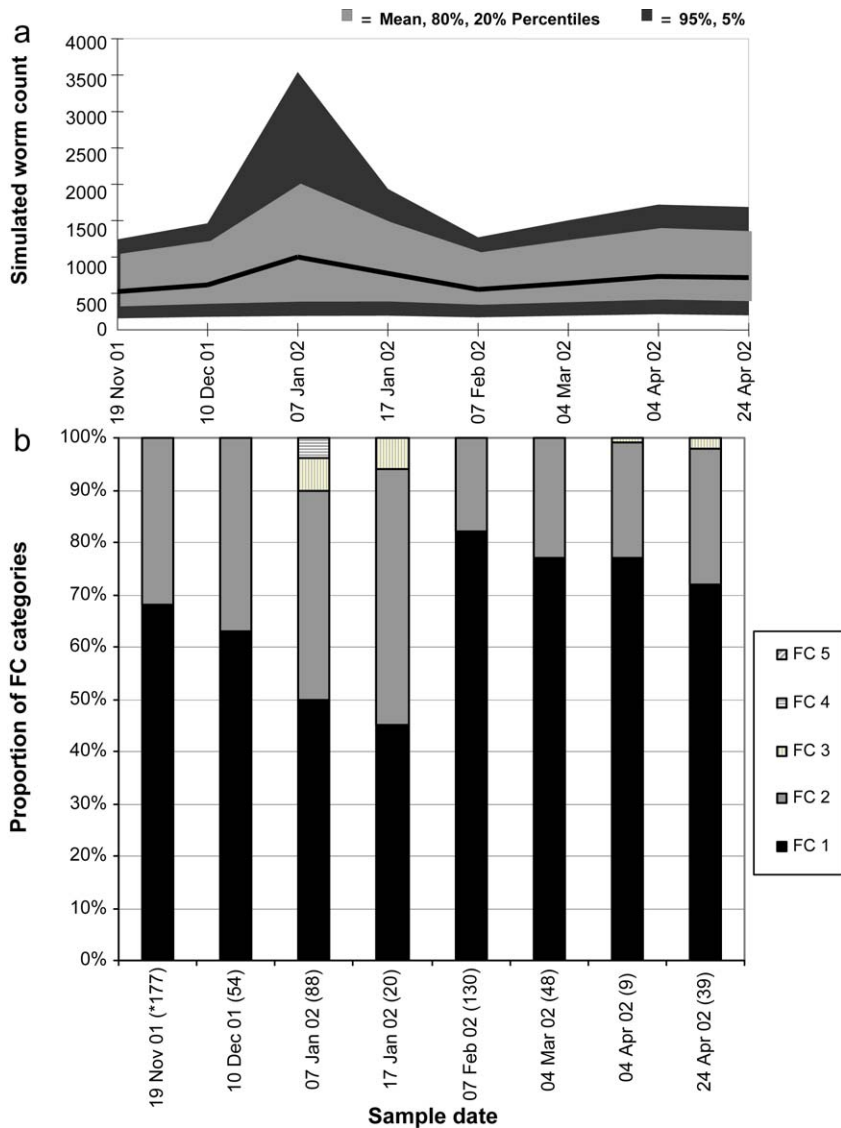 a
= Mean, 80%, 20% Percentiles = 95%, 5%
Simulated worm count
4000
3500
3000
2500
2000
1500
1000
500
0
19 Nov 01
10 Dec 01
07 Jan 02
17 Jan 02
07 Feb 02
04 Mar 02
04 Apr 02
24 Apr 02
b
Proportion of FC categories
100%
90%
80%
70%
60%
50%
40%
30%
20%
10%
0%
FC 5
FC 4
FC 3
FC 2
FC 1
19 Nov 01 (*177)
10 Dec 01 (54)
07 Jan 02 (88)
17 Jan 02 (20)
07 Feb 02 (130)
04 Mar 02 (48)
04 Apr 02 (9)
24 Apr 02 (39)
Sample date